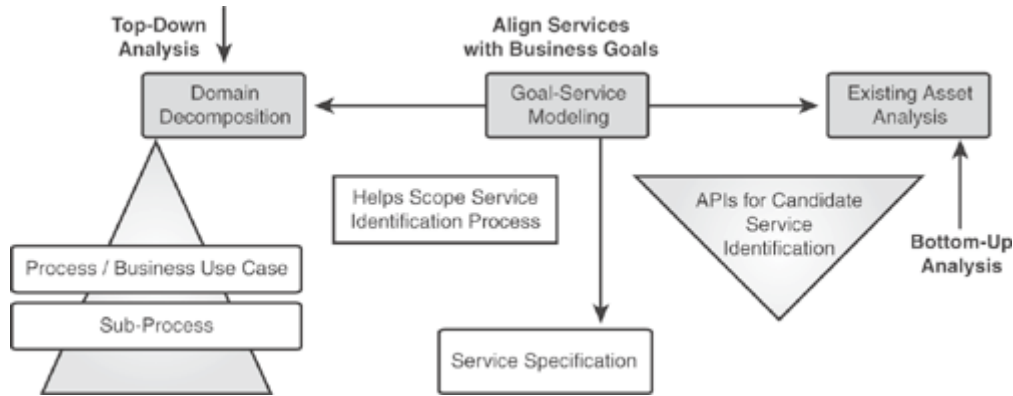 Top-Down
Analysis
Align Services
with Business Goals
Domain
Decomposition
Goal-Service
Modeling
Existing Asset
Analysis
Helps Scope Service
Identification Process
APIs for Candidate
Service
Identification
Bottom-Up
Analysis
Process / Business Use Case
Sub-Process
Service Specification